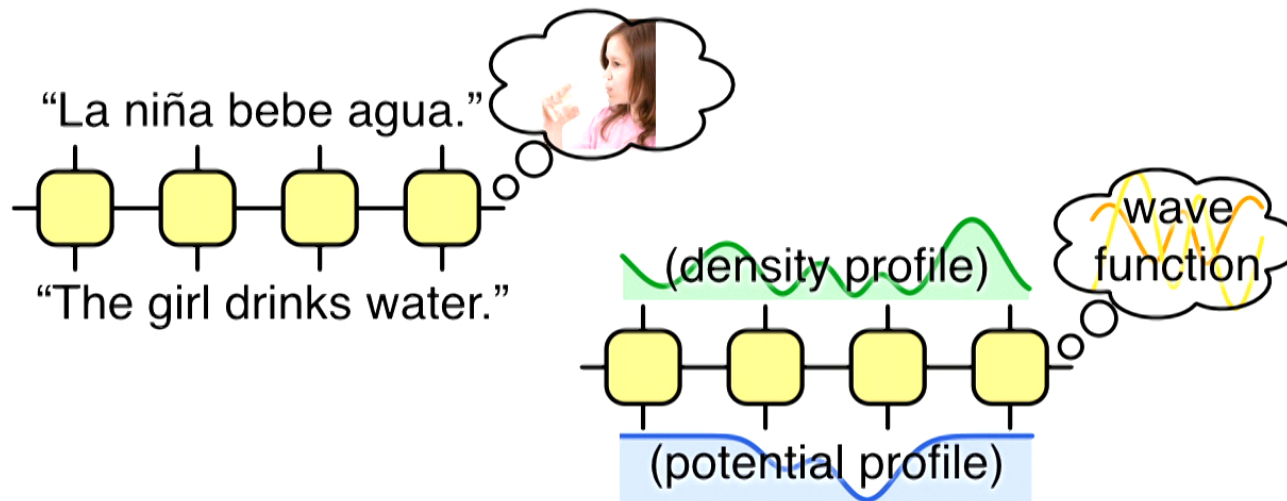 “La niña bebe agua.”
“The girl drinks water.”
wave
function
(density profile)
(potential profile)